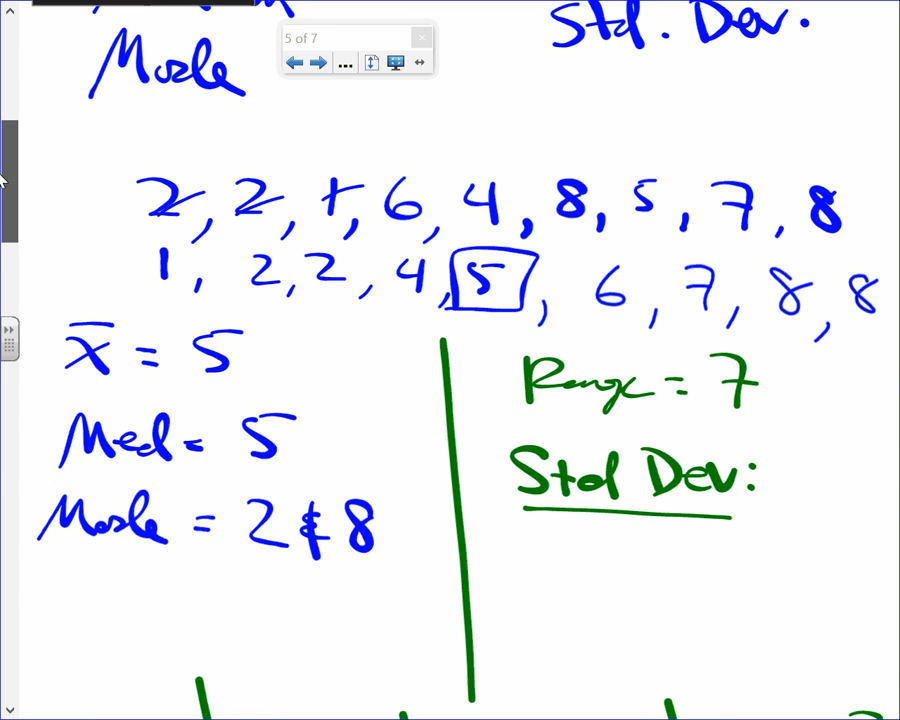 Std. Dev.
Mode
5 of 7
2, 2, 1, 6, 4, 8, 5, 7, 8
1, 2, 2, 4, 5, 6, 7, 8, 8
x̄ = 5
Med = 5
Mode = 2 & 8
Range = 7
Std Dev: